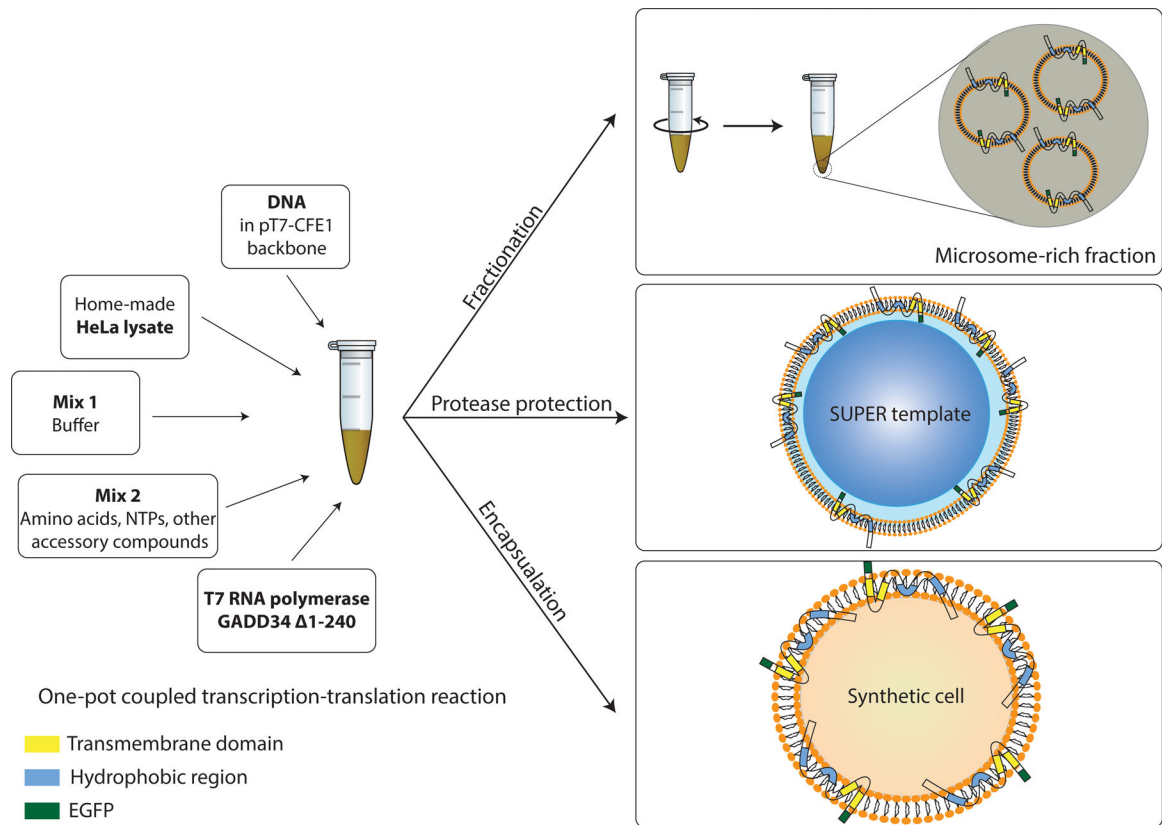 DNA
in pT7-CFE1
backbone
Home-made
HeLa lysate
Mix 1
Buffer
Mix 2
Amino acids, NTPs, other
accessory compounds
T7 RNA polymerase
GADD34 Δ1-240
One-pot coupled transcription-translation reaction
Transmembrane domain
Hydrophobic region
EGFP
Fractionation
Protease protection
Encapsualation
Microsome-rich fraction
SUPER template
Synthetic cell